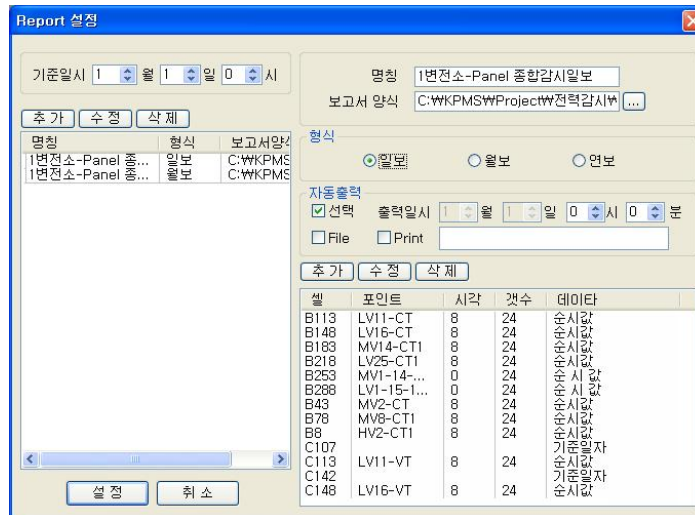 Report 설정
기준일시 1 월 1 일 0 시
추가 수정 삭제
명칭 형식 보고서양식
1변전소-Panel 종... 일보 C:₩KPMS
1변전소-Panel 종... 월보 C:₩KPMS
설정 취소
명칭 1변전소-Panel 종합감시일보
보고서 양식 C:₩KPMS₩Project₩전력감시₩ ...
형식
일보 월보 연보
자동출력
선택 출력일시 1 월 1 일 0 시 0 분
File Print
추가 수정 삭제
셀 포인트 시각 갯수 데이타
B113 LV11-CT 8 24 순시값
B148 LV16-CT 8 24 순시값
B183 MV14-CT1 8 24 순시값
B218 LV25-CT1 8 24 순시값
B253 MV1-14-... 0 24 순 시 값
B288 LV1-15-1... 0 24 순 시 값
B43 MV2-CT 8 24 순시값
B78 MV8-CT1 8 24 순시값
B8 HV2-CT1 8 24 순시값
C107 기준일자
C113 LV11-VT 8 24 순시값
C142 기준일자
C148 LV16-VT 8 24 순시값